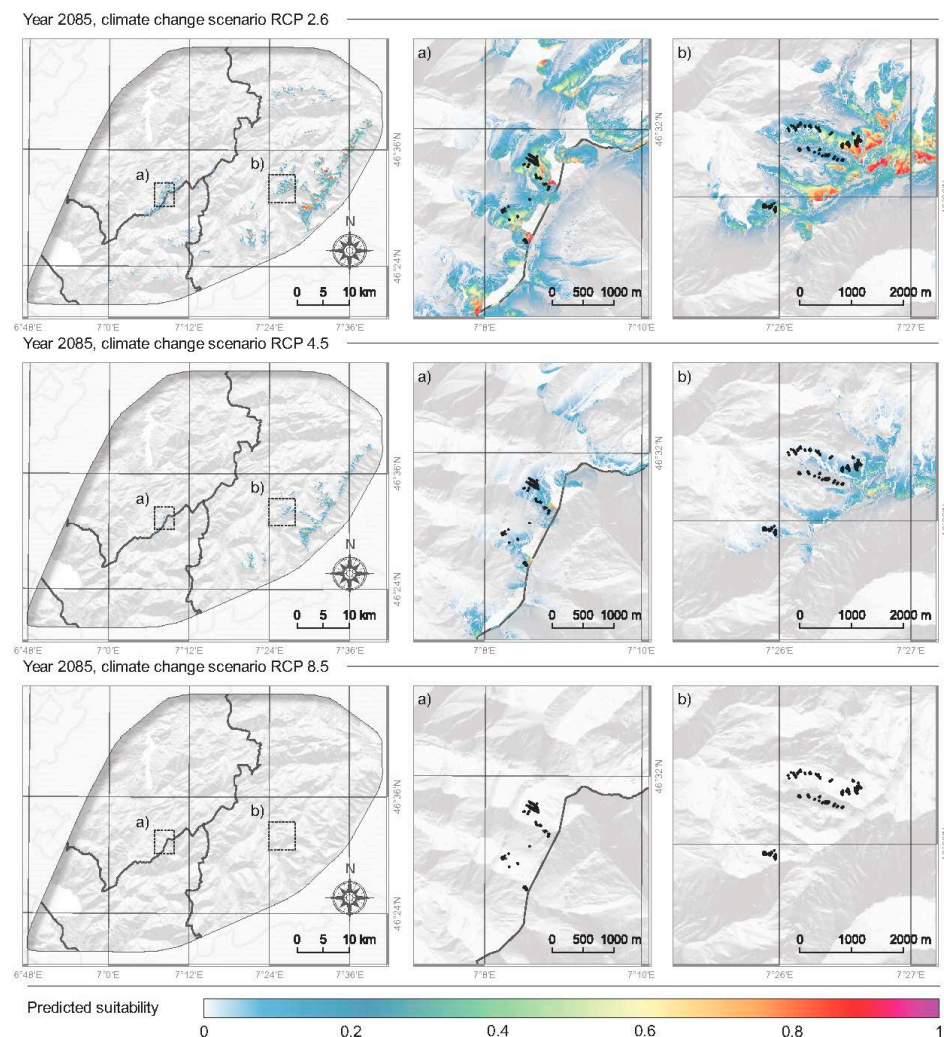 Year 2085, climate change scenario RCP 2.6
a)
b)
N
0 5 10 km
46°36'N
46°24'N
6°48'E 7°0'E 7°12'E 7°24'E 7°36'E
a)
0 500 1000 m
46°32'N
7°8'E 7°10'E
b)
0 1000 2000 m
7°26'E 7°27'E
Year 2085, climate change scenario RCP 4.5
a)
b)
N
0 5 10 km
46°36'N
46°24'N
6°48'E 7°0'E 7°12'E 7°24'E 7°36'E
a)
0 500 1000 m
46°32'N
7°8'E 7°10'E
b)
0 1000 2000 m
7°26'E 7°27'E
Year 2085, climate change scenario RCP 8.5
a)
b)
N
0 5 10 km
46°36'N
46°24'N
6°48'E 7°0'E 7°12'E 7°24'E 7°36'E
a)
0 500 1000 m
46°32'N
7°8'E 7°10'E
b)
0 1000 2000 m
7°26'E 7°27'E
Predicted suitability
0 0.2 0.4 0.6 0.8 1